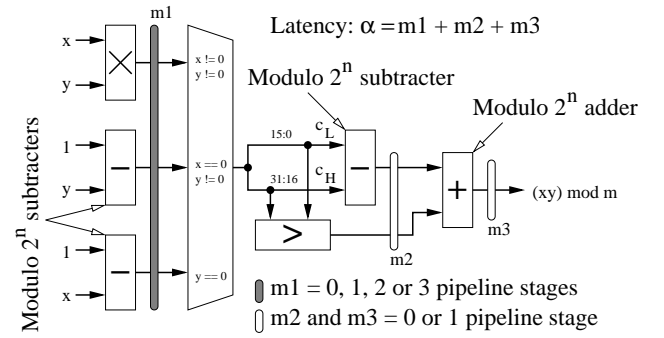 m1
Latency: α = m1 + m2 + m3
x
y
×
x != 0
y != 0
Modulo 2^n subtracter
Modulo 2^n adder
Modulo 2^n subtracters
1
y
−
x == 0
y != 0
15:0
c_L
31:16
c_H
−
>
m2
+
m3
(xy) mod m
1
x
−
y == 0
m1 = 0, 1, 2 or 3 pipeline stages
m2 and m3 = 0 or 1 pipeline stage